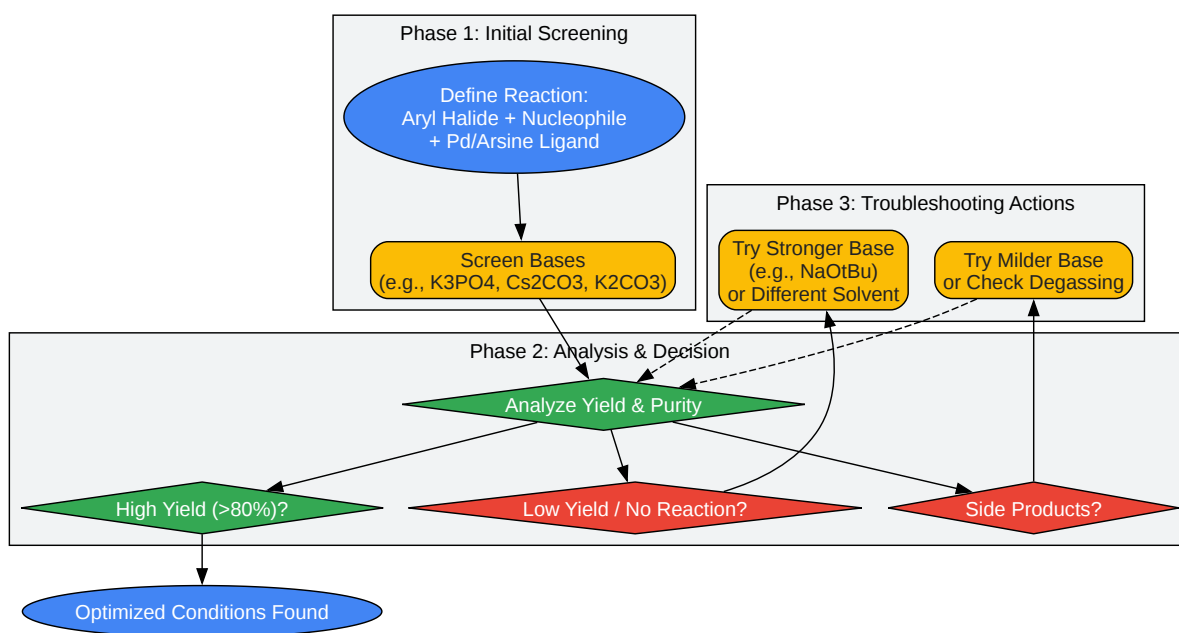 Phase 1: Initial Screening
Define Reaction:
Aryl Halide + Nucleophile
+ Pd/Arsine Ligand
Screen Bases
(e.g., K3PO4, Cs2CO3, K2CO3)
Phase 3: Troubleshooting Actions
Try Stronger Base
(e.g., NaOtBu)
or Different Solvent
Try Milder Base
or Check Degassing
Phase 2: Analysis & Decision
Analyze Yield & Purity
High Yield (>80%)?
Low Yield / No Reaction?
Side Products?
Optimized Conditions Found